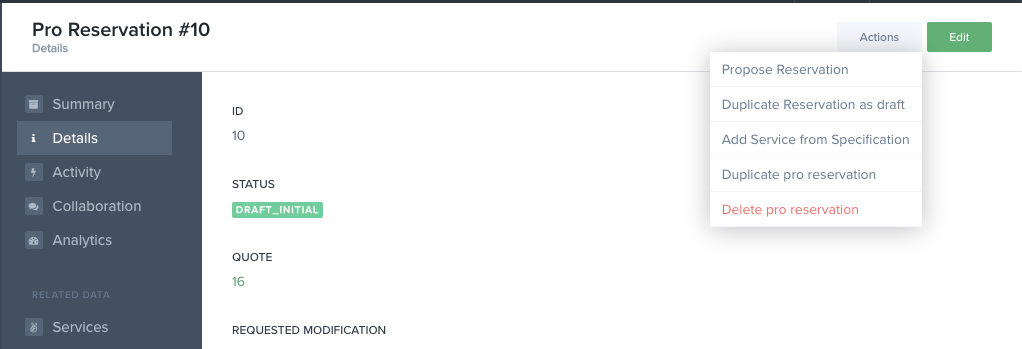 Pro Reservation #10
Details
Actions
Edit
Propose Reservation
Duplicate Reservation as draft
Add Service from Specification
Duplicate pro reservation
Delete pro reservation
Summary
Details
Activity
Collaboration
Analytics
RELATED DATA
Services
ID
10
STATUS
DRAFT_INITIAL
QUOTE
16
REQUESTED MODIFICATION